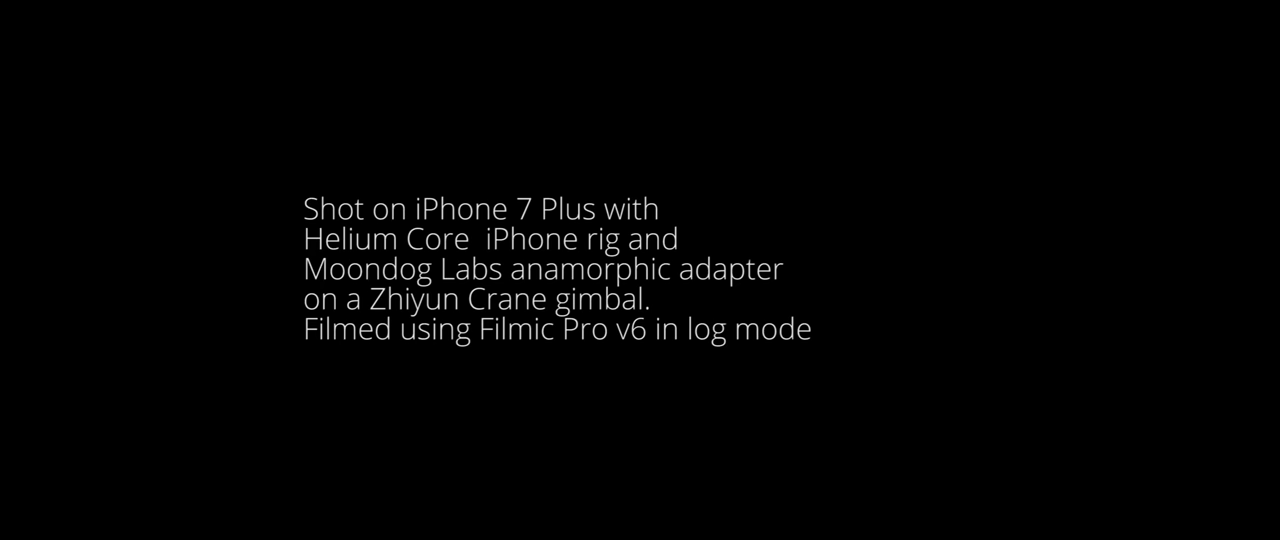 Shot on iPhone 7 Plus with
Helium Core  iPhone rig and
Moondog Labs anamorphic adapter
on a Zhiyun Crane gimbal.
Filmed using Filmic Pro v6 in log mode